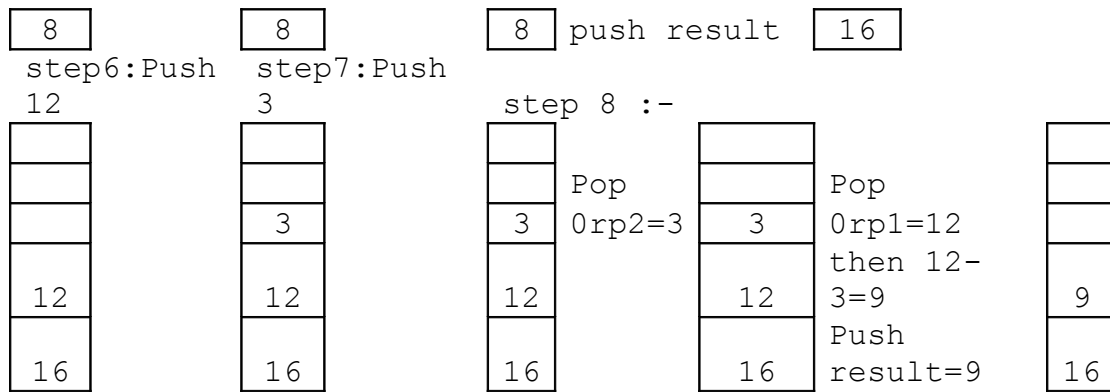 8 8 8 push result 16
step6:Push step7:Push
12 3 step 8 :-
Pop Pop
3 3 0rp2=3 3 0rp1=12
then 12-
12 12 12 12 3=9 9
Push
16 16 16 16 result=9 16